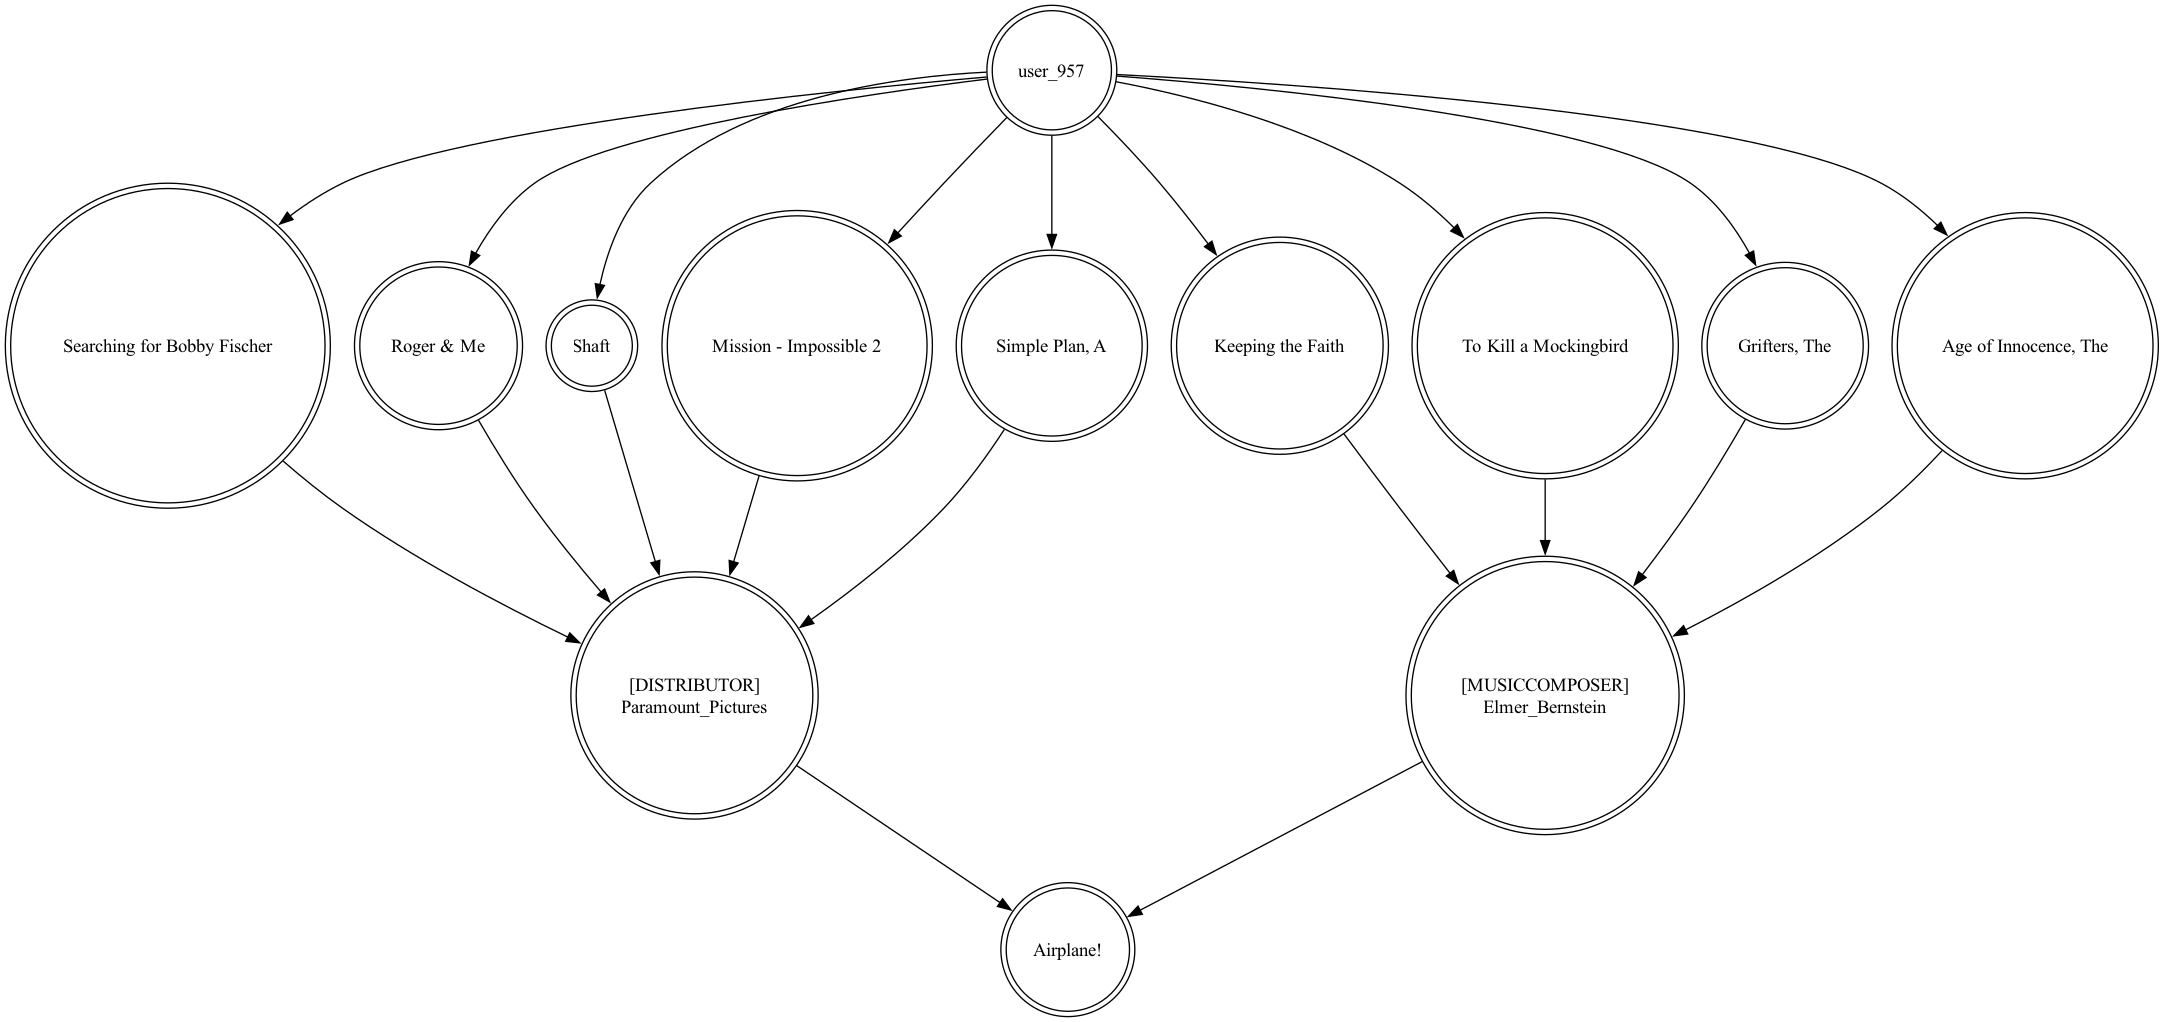 user_957
Searching for Bobby Fischer
Roger & Me
Shaft
Mission - Impossible 2
Simple Plan, A
Keeping the Faith
To Kill a Mockingbird
Grifters, The
Age of Innocence, The
[DISTRIBUTOR]
Paramount_Pictures
[MUSICCOMPOSER]
Elmer_Bernstein
Airplane!